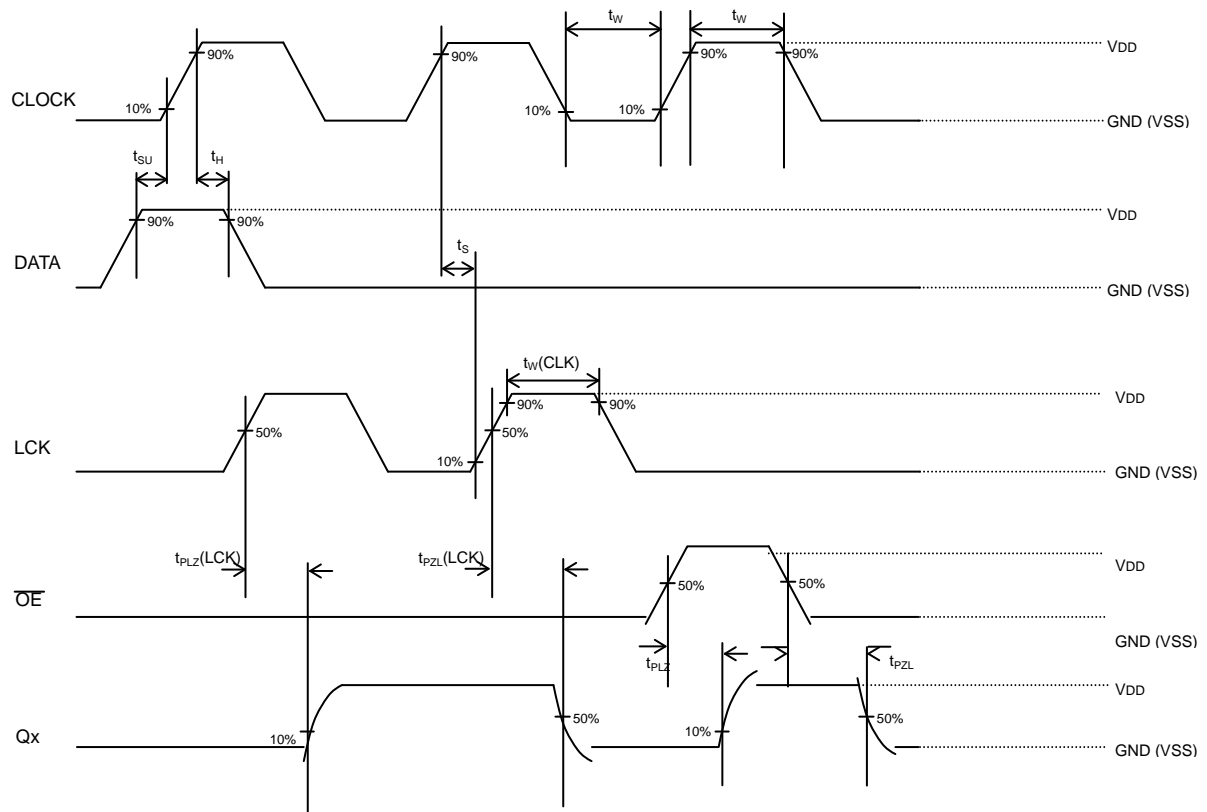 tW tW
VDD
90% 90% 90% 90%
CLOCK
10% 10% 10%
GND (VSS)
tSU tH
VDD
90% 90%
tS
DATA
GND (VSS)
tW(CLK)
VDD
90% 90%
50% 50%
LCK
10%
GND (VSS)
tPLZ(LCK) tPZL(LCK)
VDD
50% 50%
OE
GND (VSS)
tPLZ tPZL
VDD
50% 50%
Qx
10% 10%
GND (VSS)